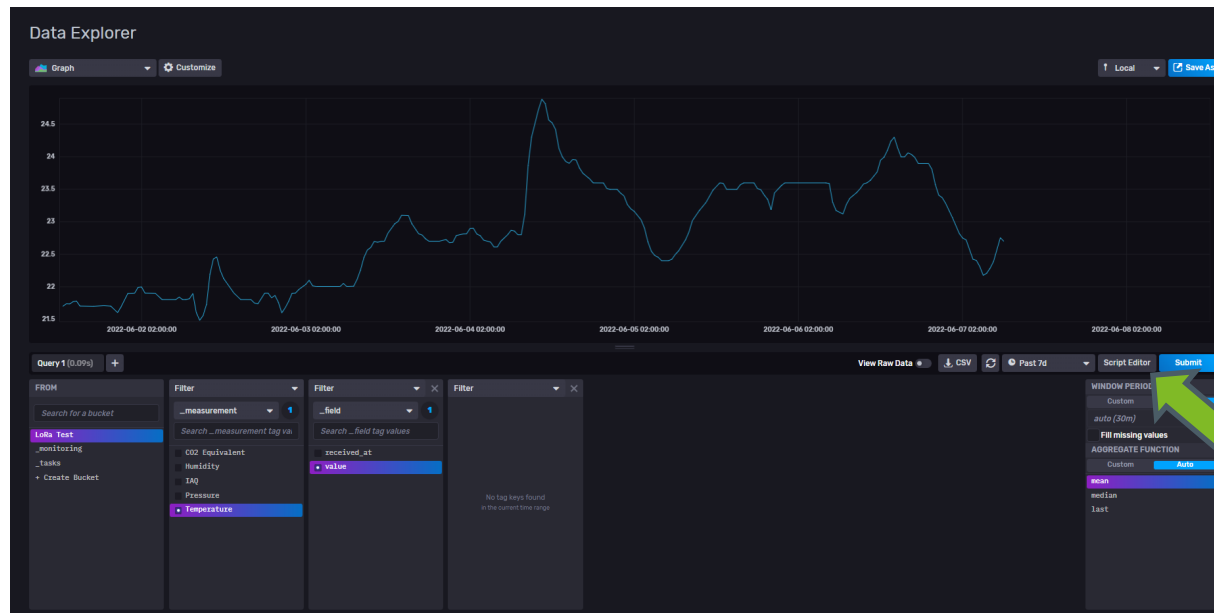 Data Explorer
Graph
Customize
Local
Save As
24.5
24
23.5
23
22.5
22
21.5
2022-06-02 02:00:00
2022-06-03 02:00:00
2022-06-04 02:00:00
2022-06-05 02:00:00
2022-06-06 02:00:00
2022-06-07 02:00:00
2022-06-08 02:00:00
Query 1 (0.09s)
+
View Raw Data
CSV
Past 7d
Script Editor
Submit
FROM
Search for a bucket
LoRa Test
_monitoring
_tasks
+ Create Bucket
Filter
_measurement
1
Search _measurement tag va
CO2 Equivalent
Humidity
IAQ
Pressure
Temperature
Filter
_field
1
Search _field tag values
received_at
value
Filter
No tag keys found
in the current time range
WINDOW PERIOD
Custom
auto (30m)
Fill missing values
AGGREGATE FUNCTION
Custom
Auto
mean
median
last